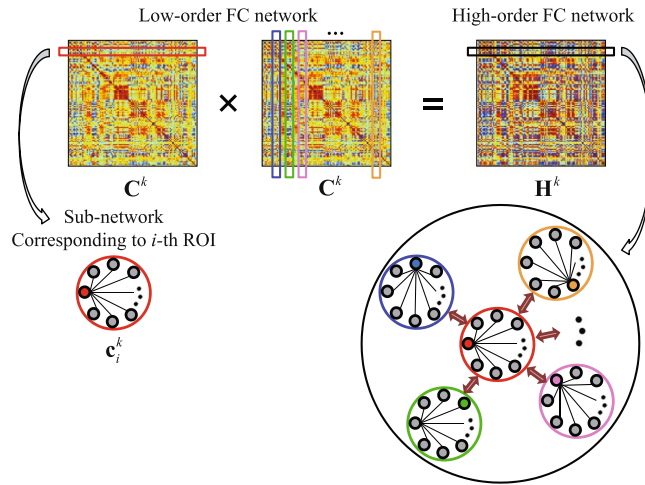 Low-order FC network
High-order FC network
...
×
=
C^k
C^k
H^k
Sub-network
Corresponding to i-th ROI
c_i^k